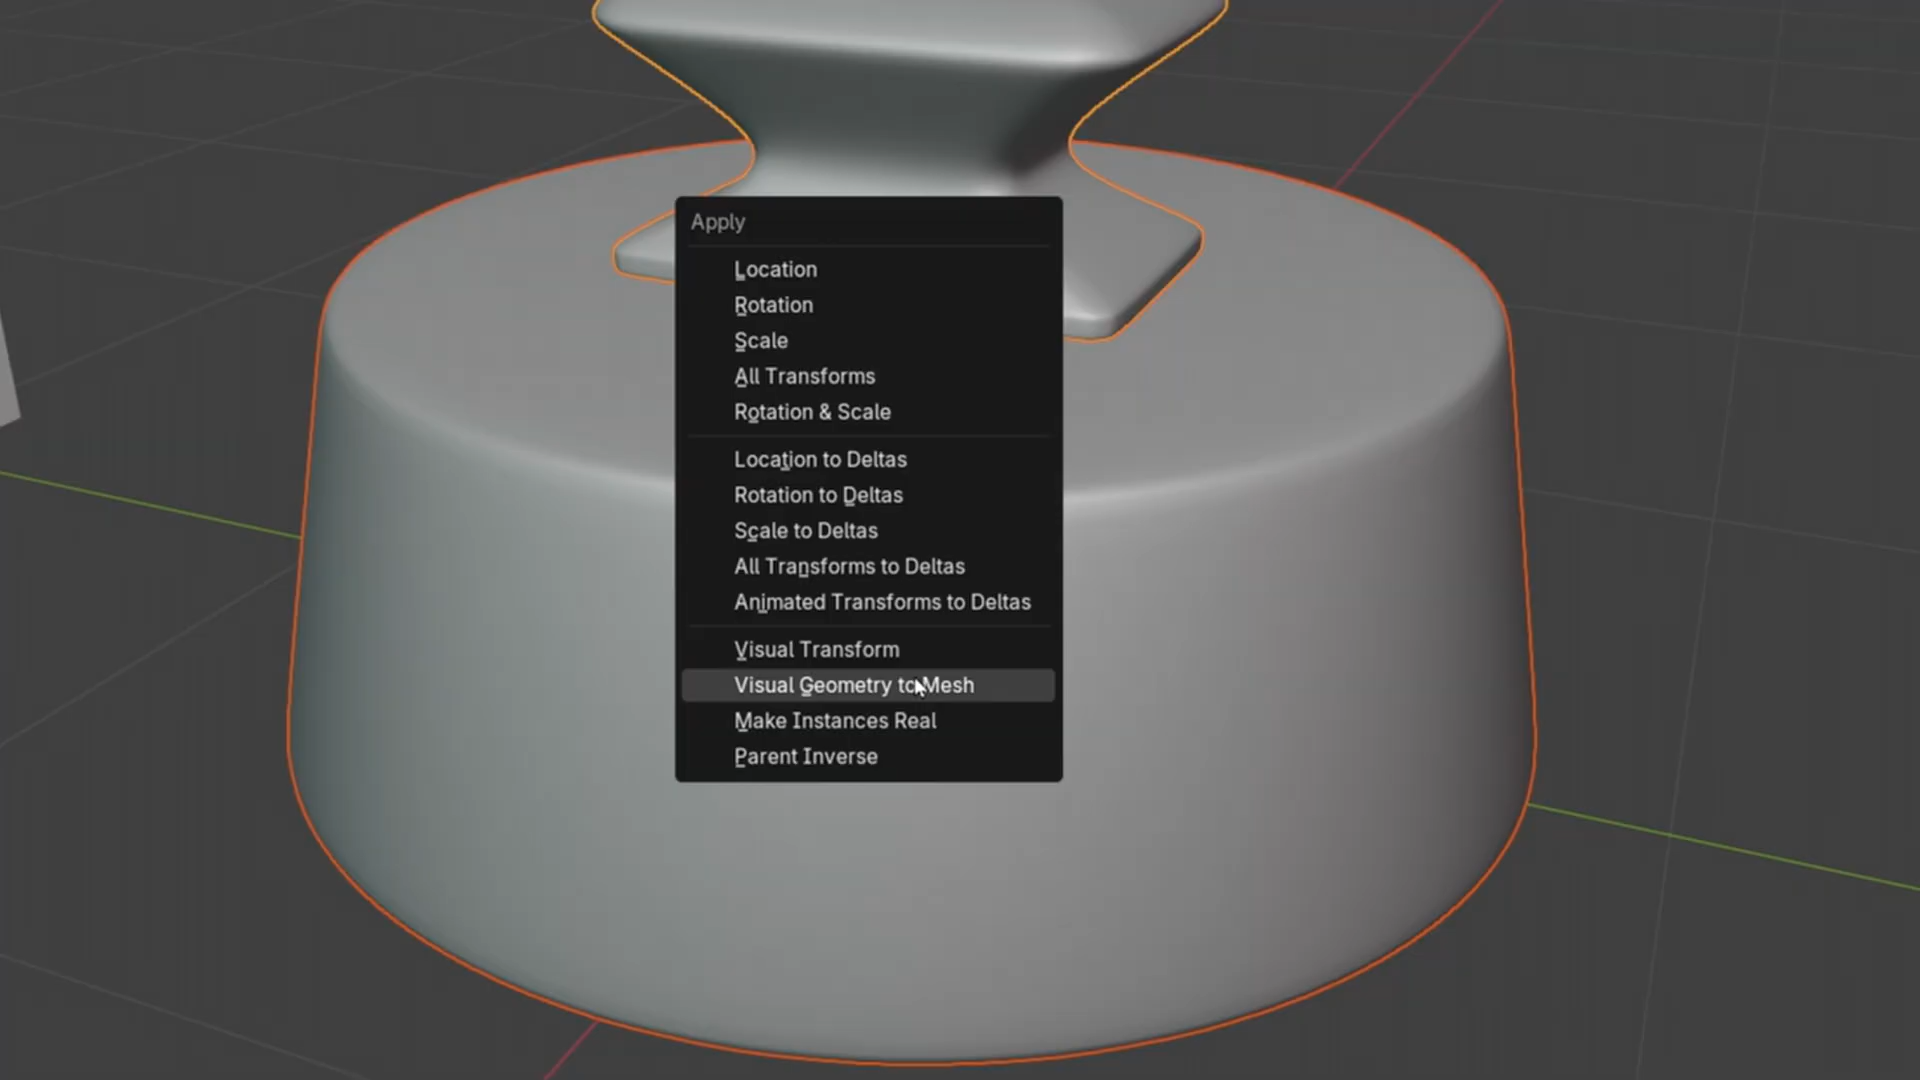 Apply
Location
Rotation
Scale
All Transforms
Rotation & Scale
Location to Deltas
Rotation to Deltas
Scale to Deltas
All Transforms to Deltas
Animated Transforms to Deltas
Visual Transform
Visual Geometry to Mesh
Make Instances Real
Parent Inverse